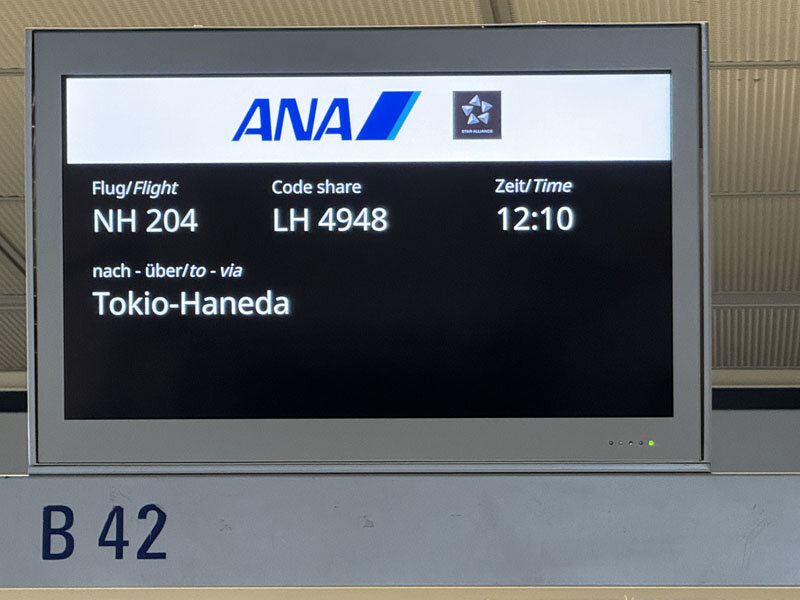 ANA
STAR ALLIANCE
Flug/Flight Code share Zeit/Time
NH 204 LH 4948 12:10
nach - über/to - via
Tokio-Haneda
B 42